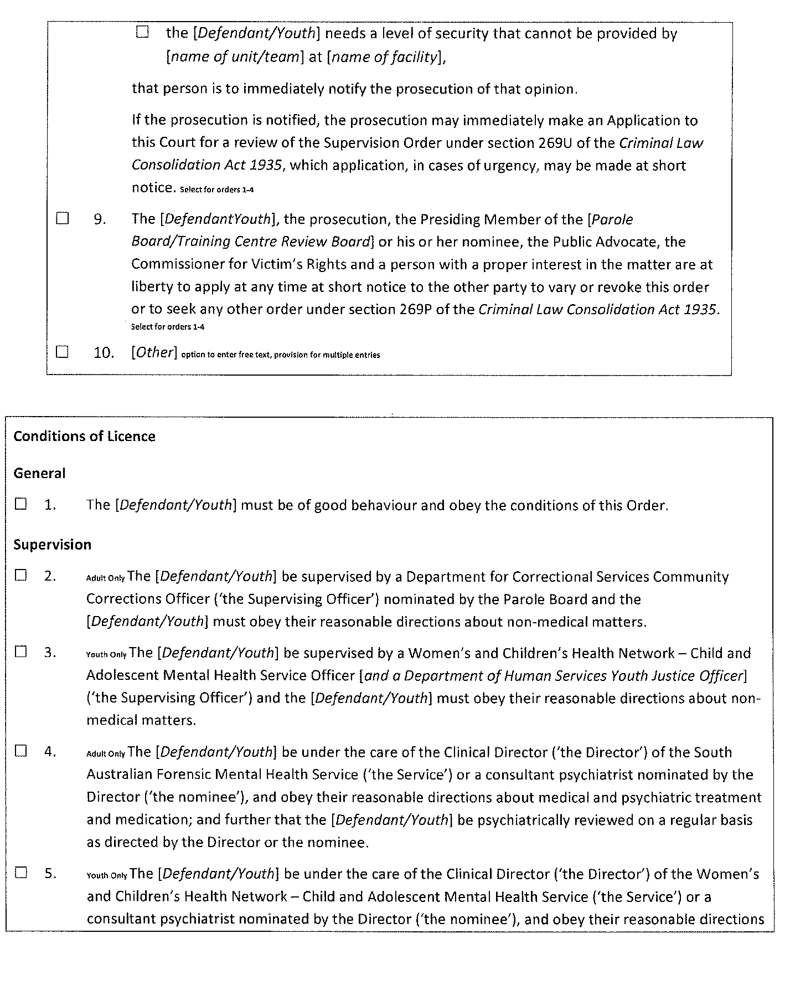 ☐ the [Defendant/Youth] needs a level of security that cannot be provided by
[name of unit/team] at [name of facility],
that person is to immediately notify the prosecution of that opinion.
If the prosecution is notified, the prosecution may immediately make an Application to
this Court for a review of the Supervision Order under section 269U of the Criminal Law
Consolidation Act 1935, which application, in cases of urgency, may be made at short
notice. Select for orders 1-4
☐ 9. The [DefendantYouth], the prosecution, the Presiding Member of the [Parole
Board/Training Centre Review Board] or his or her nominee, the Public Advocate, the
Commissioner for Victim's Rights and a person with a proper interest in the matter are at
liberty to apply at any time at short notice to the other party to vary or revoke this order
or to seek any other order under section 269P of the Criminal Law Consolidation Act 1935.
Select for orders 1-4
☐ 10. [Other] option to enter free text, provision for multiple entries
Conditions of Licence
General
☐ 1. The [Defendant/Youth] must be of good behaviour and obey the conditions of this Order.
Supervision
☐ 2. Adult Only The [Defendant/Youth] be supervised by a Department for Correctional Services Community
Corrections Officer ('the Supervising Officer') nominated by the Parole Board and the
[Defendant/Youth] must obey their reasonable directions about non-medical matters.
☐ 3. Youth Only The [Defendant/Youth] be supervised by a Women's and Children's Health Network – Child and
Adolescent Mental Health Service Officer [and a Department of Human Services Youth Justice Officer]
('the Supervising Officer') and the [Defendant/Youth] must obey their reasonable directions about non-
medical matters.
☐ 4. Adult Only The [Defendant/Youth] be under the care of the Clinical Director ('the Director') of the South
Australian Forensic Mental Health Service ('the Service') or a consultant psychiatrist nominated by the
Director ('the nominee'), and obey their reasonable directions about medical and psychiatric treatment
and medication; and further that the [Defendant/Youth] be psychiatrically reviewed on a regular basis
as directed by the Director or the nominee.
☐ 5. Youth Only The [Defendant/Youth] be under the care of the Clinical Director ('the Director') of the Women's
and Children's Health Network – Child and Adolescent Mental Health Service ('the Service') or a
consultant psychiatrist nominated by the Director ('the nominee'), and obey their reasonable directions